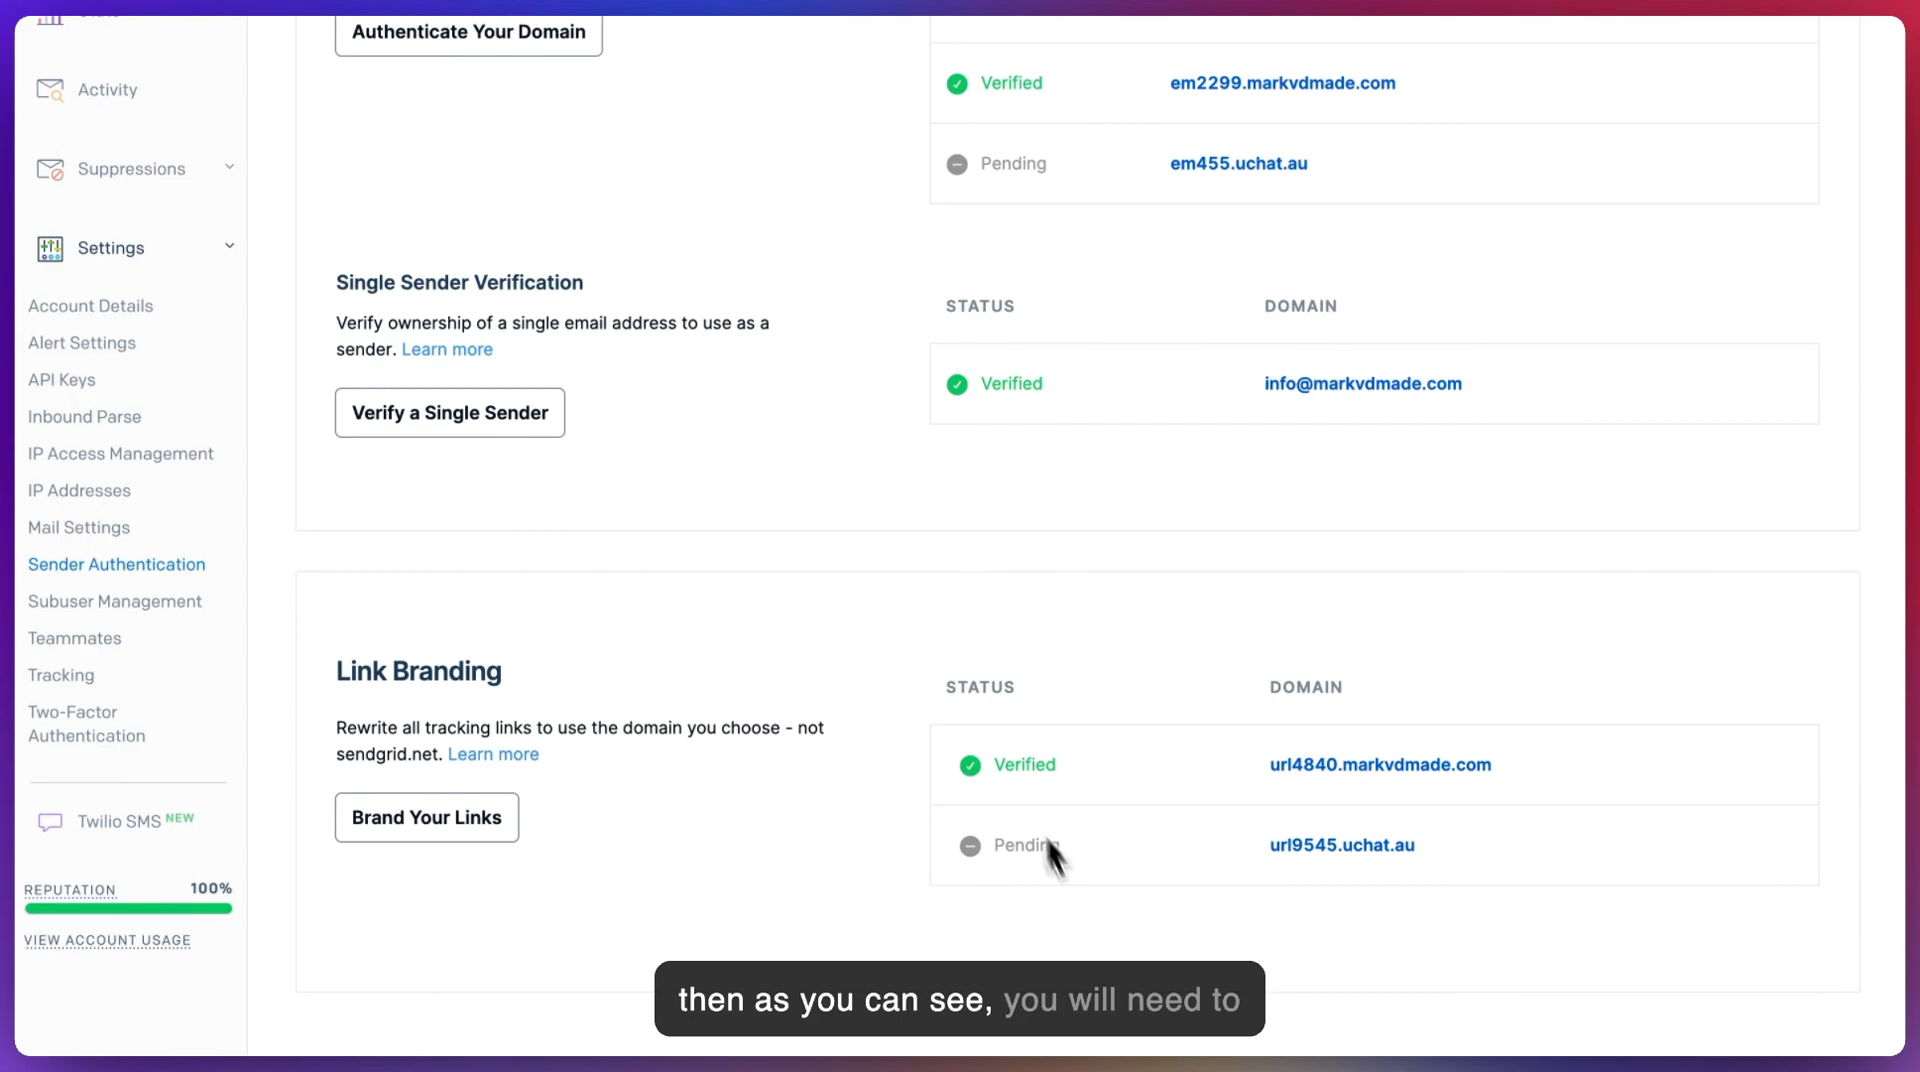 Activity
Suppressions
Settings
Account Details
Alert Settings
API Keys
Inbound Parse
IP Access Management
IP Addresses
Mail Settings
Sender Authentication
Subuser Management
Teammates
Tracking
Two-Factor
Authentication
Twilio SMS NEW
REPUTATION 100%
VIEW ACCOUNT USAGE
Authenticate Your Domain
Verified em2299.markvdmade.com
Pending em455.uchat.au
Single Sender Verification
Verify ownership of a single email address to use as a
sender. Learn more
Verify a Single Sender
STATUS DOMAIN
Verified info@markvdmade.com
Link Branding
Rewrite all tracking links to use the domain you choose - not
sendgrid.net. Learn more
Brand Your Links
STATUS DOMAIN
Verified url4840.markvdmade.com
Pending url9545.uchat.au
then as you can see, you will need to